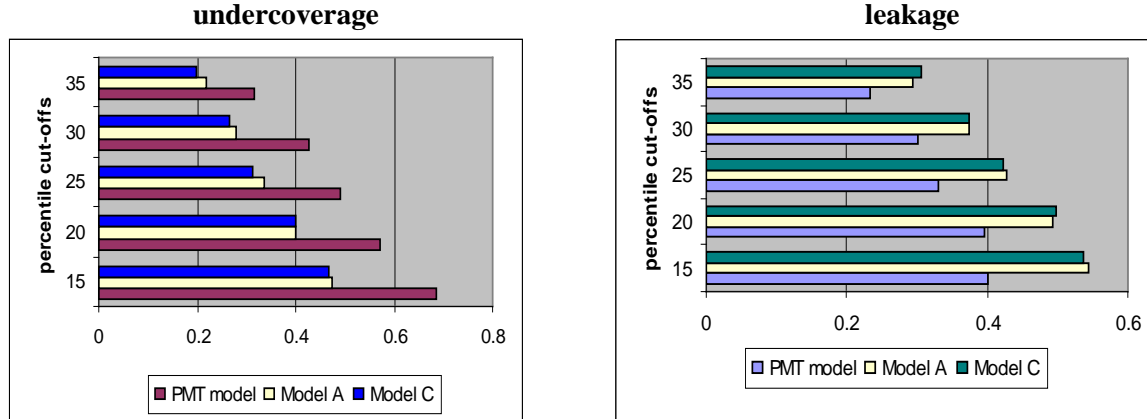 undercoverage
percentile cut-offs
35
30
25
20
15
0 0.2 0.4 0.6 0.8
PMT model Model A Model C
leakage
percentile cut-offs
35
30
25
20
15
0 0.2 0.4 0.6
PMT model Model A Model C